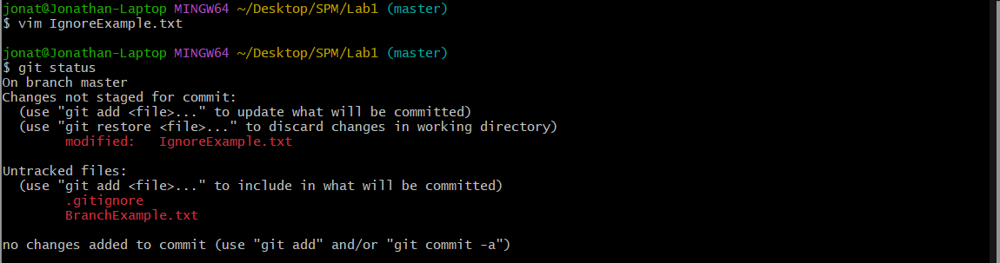 jonat@Jonathan-Laptop MINGW64 ~/Desktop/SPM/Lab1 (master)
$ vim IgnoreExample.txt
jonat@Jonathan-Laptop MINGW64 ~/Desktop/SPM/Lab1 (master)
$ git status
On branch master
Changes not staged for commit:
  (use "git add <file>..." to update what will be committed)
  (use "git restore <file>..." to discard changes in working directory)
        modified:   IgnoreExample.txt
Untracked files:
  (use "git add <file>..." to include in what will be committed)
        .gitignore
        BranchExample.txt
no changes added to commit (use "git add" and/or "git commit -a")